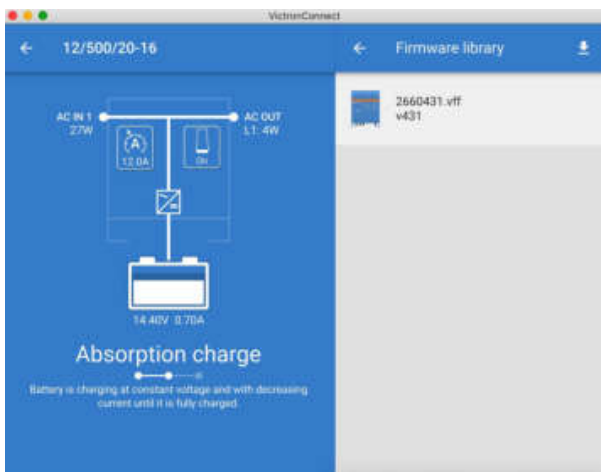 VictronConnect
12/500/20-16
AC IN 1
27W
AC OUT
L1: 4W
12.0A
On
14.40V 0.70A
Absorption charge
Battery is charging at constant voltage and with decreasing
current until it is fully charged
Firmware library
2660431.vff
v431